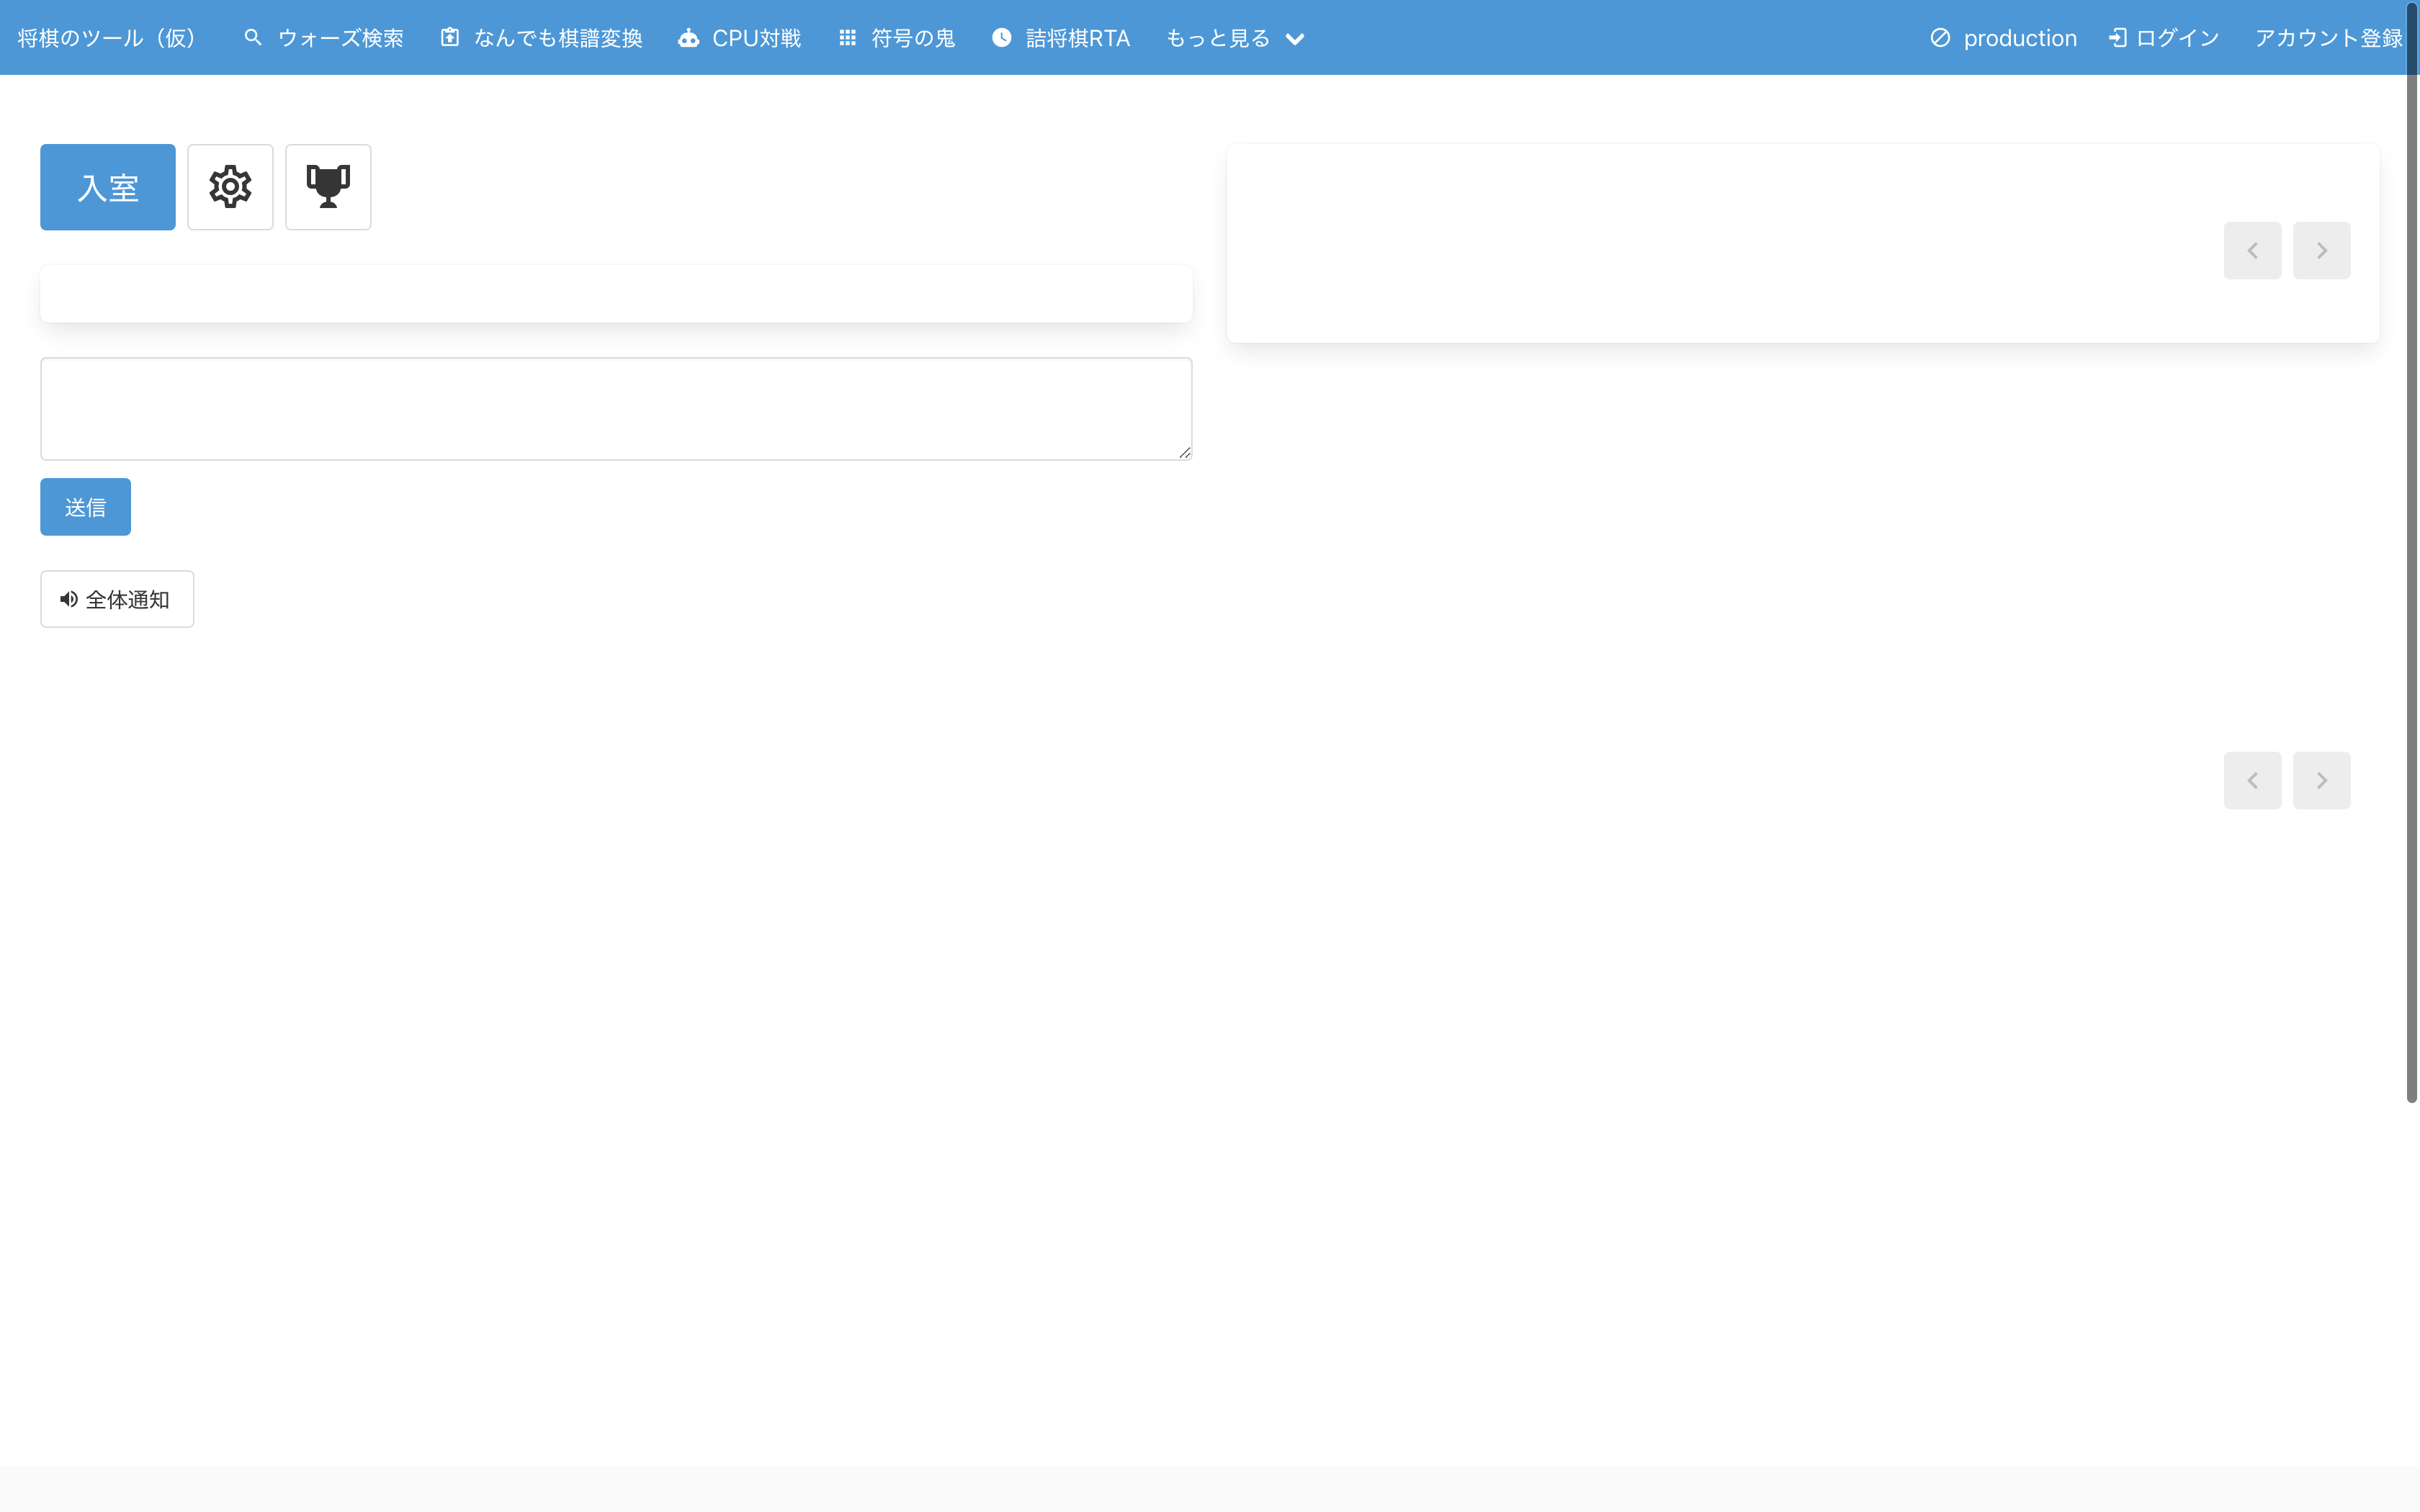 将棋のツール（仮） ウォーズ検索 なんでも棋譜変換 CPU対戦 符号の鬼 詰将棋RTA もっと見る production ログイン アカウント登録
入室
送信
全体通知